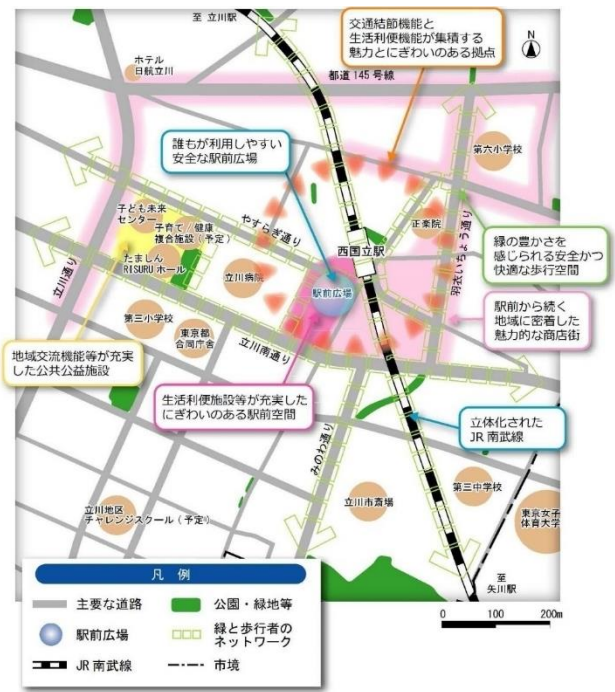 至 立川駅
交通結節機能と
生活利便機能が集積する
魅力とにぎわいのある拠点
N
ホテル
日航立川
都道145号線
誰もが利用しやすい
安全な駅前広場
第六小学校
子ども未来
センター
子育て/健康
複合施設(予定)
たましん
RISURUホール
やすらぎ通り
西国立駅
正楽院
羽衣いちょう通り
緑の豊かさを
感じられる安全かつ
快適な歩行空間
立川通り
立川病院
駅前広場
第三小学校
東京都
合同庁舎
立川南通り
駅前から続く
地域に密着した
魅力的な商店街
地域交流機能等が充実
した公共公益施設
生活利便施設等が充実した
にぎわいのある駅前空間
立体化された
JR南武線
みのわ通り
立川地区
チャレンジスクール(予定)
立川市斎場
第三中学校
東京女子
体育大学
至
矢川駅
凡 例
主要な道路
公園・緑地等
駅前広場
緑と歩行者の
ネットワーク
JR南武線
市境
0 100 200m